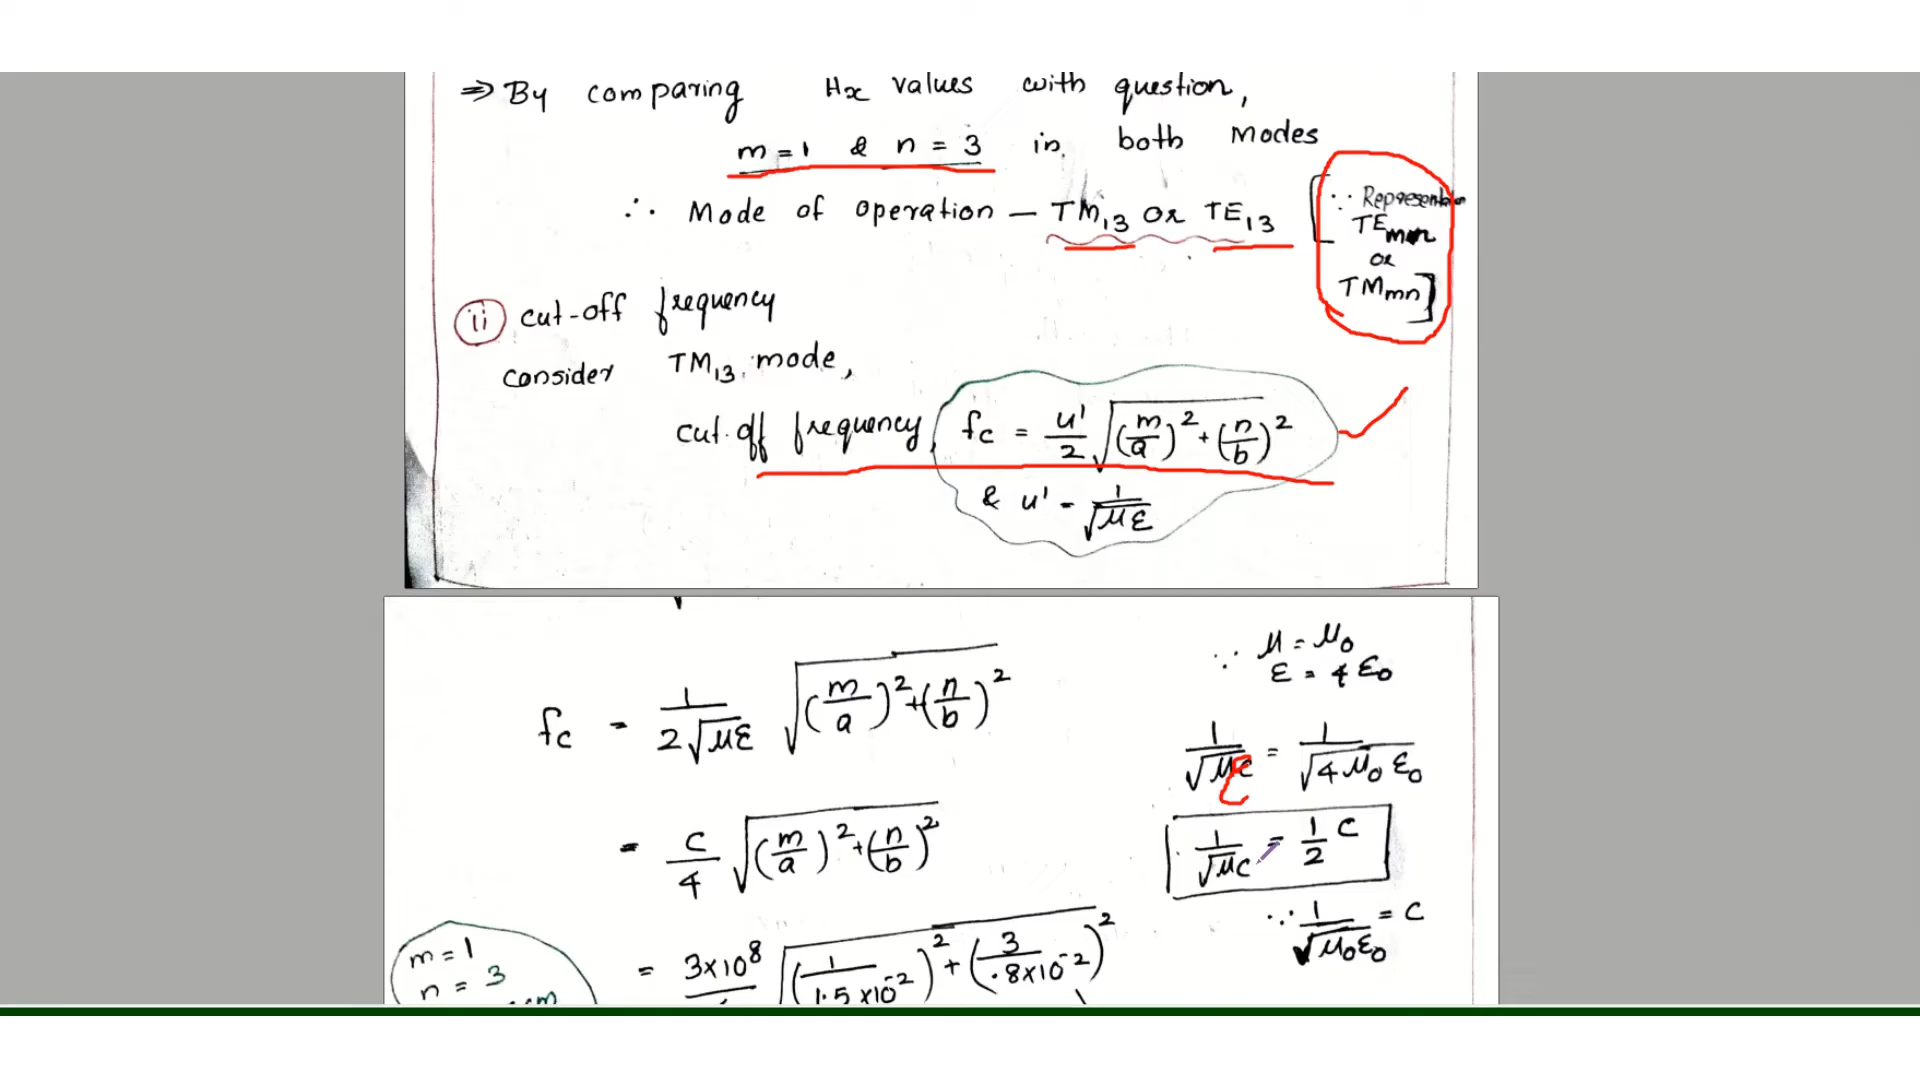 ⇒ By comparing Hx values with question,
m = 1 & n = 3 in both modes
∴ Mode of operation – TM13 or TE13
[∵ Representation
TEmn
or
TMmn]
(ii) cut-off frequency
consider TM13 mode,
cut-off frequency, fc = u'/2 √((m/a)² + (n/b)²)
& u' = 1/√με
fc = 1/(2√με) √((m/a)² + (n/b)²)
= c/4 √((m/a)² + (n/b)²)
= 3×10⁸ √((1/1.5×10⁻²)² + (3/.8×10⁻²)²)
∵ μ = μ0
ε = 4ε0
1/√με = 1/√4μ0ε0
1/√με = 1/2 c
∵ 1/√μ0ε0 = c
m = 1
n = 3
cm